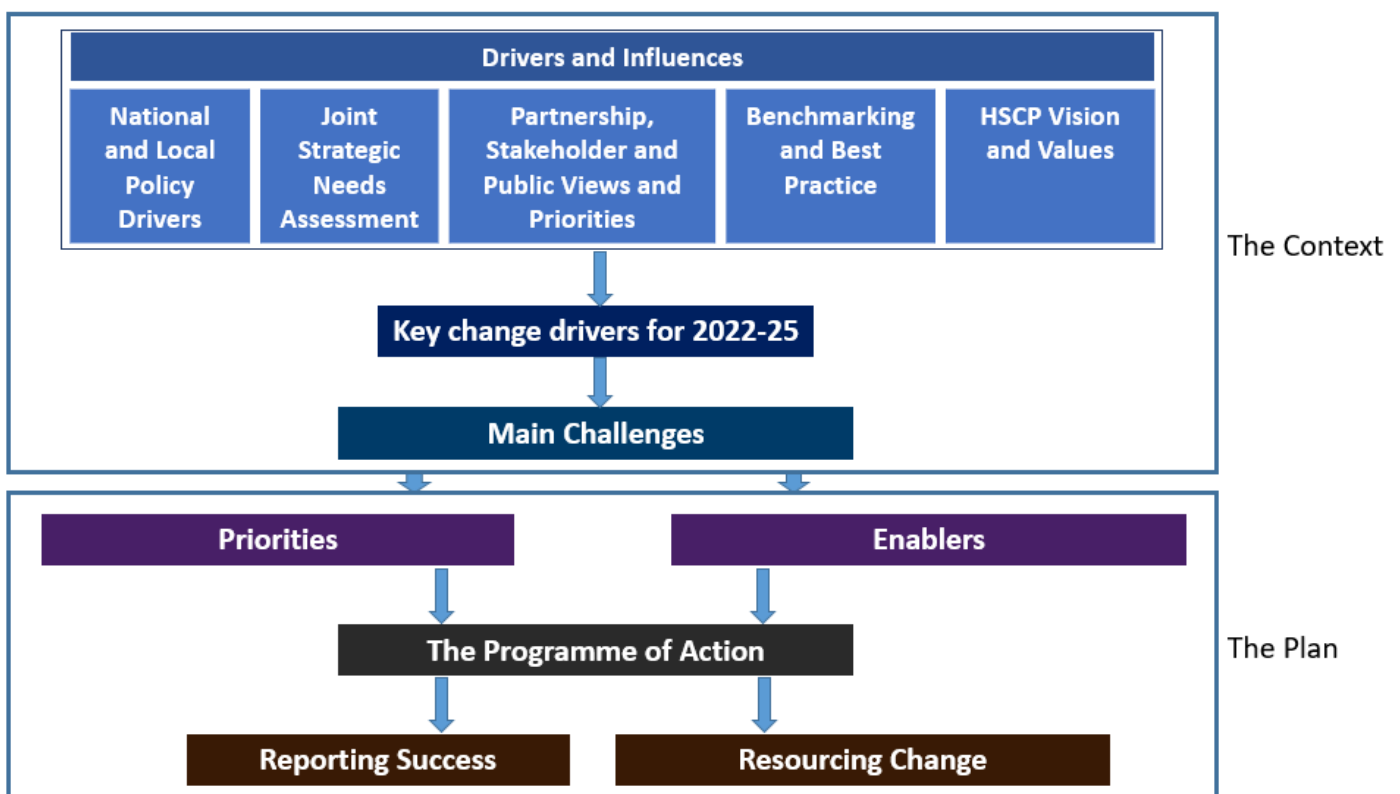 Drivers and Influences
National
and Local
Policy
Drivers
Joint
Strategic
Needs
Assessment
Partnership,
Stakeholder and
Public Views and
Priorities
Benchmarking
and Best
Practice
HSCP Vision
and Values
The Context
Key change drivers for 2022-25
Main Challenges
Priorities
Enablers
The Programme of Action
The Plan
Reporting Success
Resourcing Change